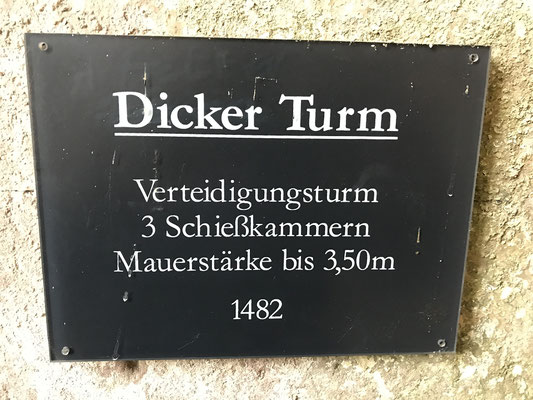 Dicker Turm
Verteidigungsturm
3 Schießkammern
Mauerstärke bis 3,50m
1482